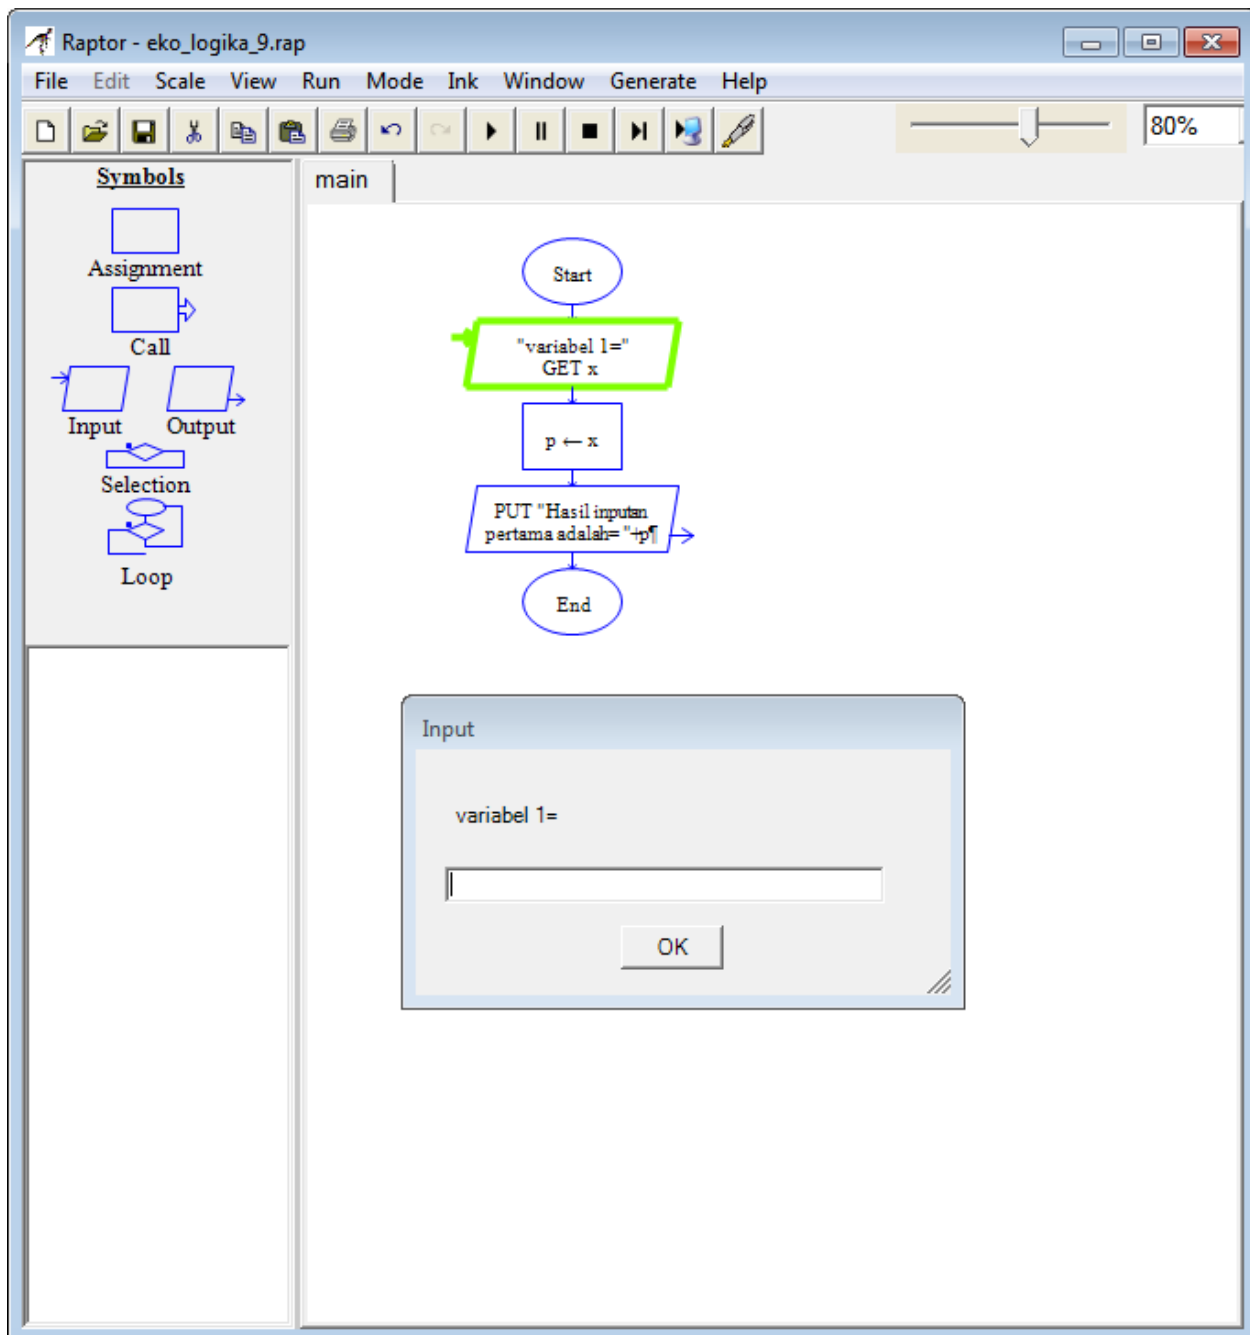 Raptor - eko_logika_9.rap
File Edit Scale View Run Mode Ink Window Generate Help
80%
Symbols
Assignment
Call
Input Output
Selection
Loop
main
Start
"variabel 1="
GET x
p ← x
PUT "Hasil inputan
pertama adalah= "+p¶
End
Input
variabel 1=
OK